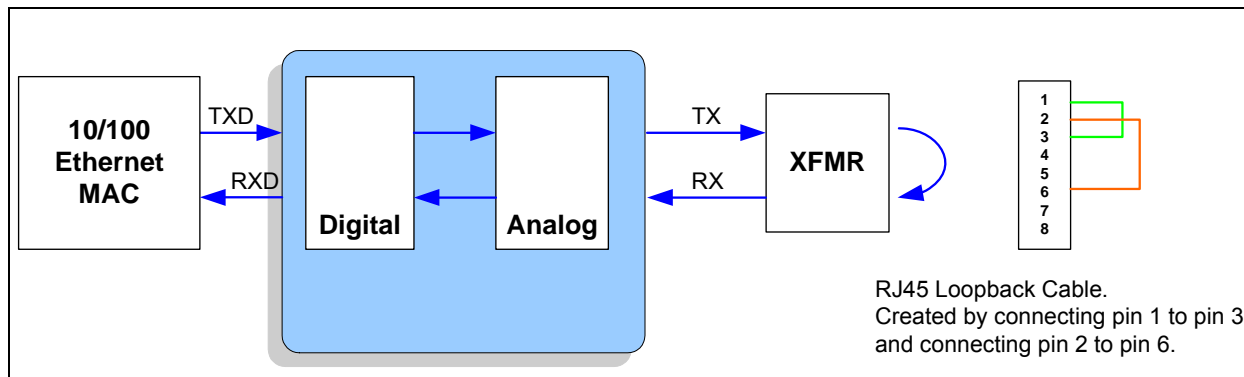 10/100
Ethernet
MAC
TXD
RXD
Digital
Analog
TX
RX
XFMR
1
2
3
4
5
6
7
8
RJ45 Loopback Cable.
Created by connecting pin 1 to pin 3
and connecting pin 2 to pin 6.